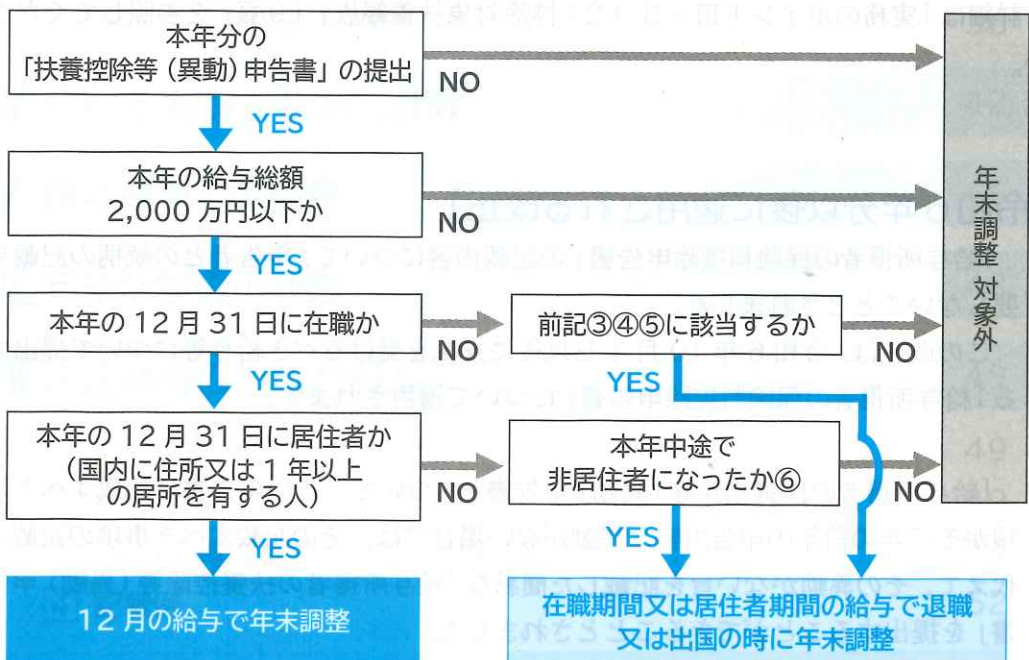 本年分の
「扶養控除等（異動）申告書」の提出
NO
YES
本年の給与総額
2,000 万円以下か
NO
YES
本年の 12 月 31 日に在職か
NO
前記③④⑤に該当するか
NO
YES
YES
本年の 12 月 31 日に居住者か
（国内に住所又は 1 年以上
の居所を有する人）
NO
本年中途で
非居住者になったか⑥
NO
YES
YES
年末調整 対象外
12 月の給与で年末調整
在職期間又は居住者期間の給与で退職
又は出国の時に年末調整